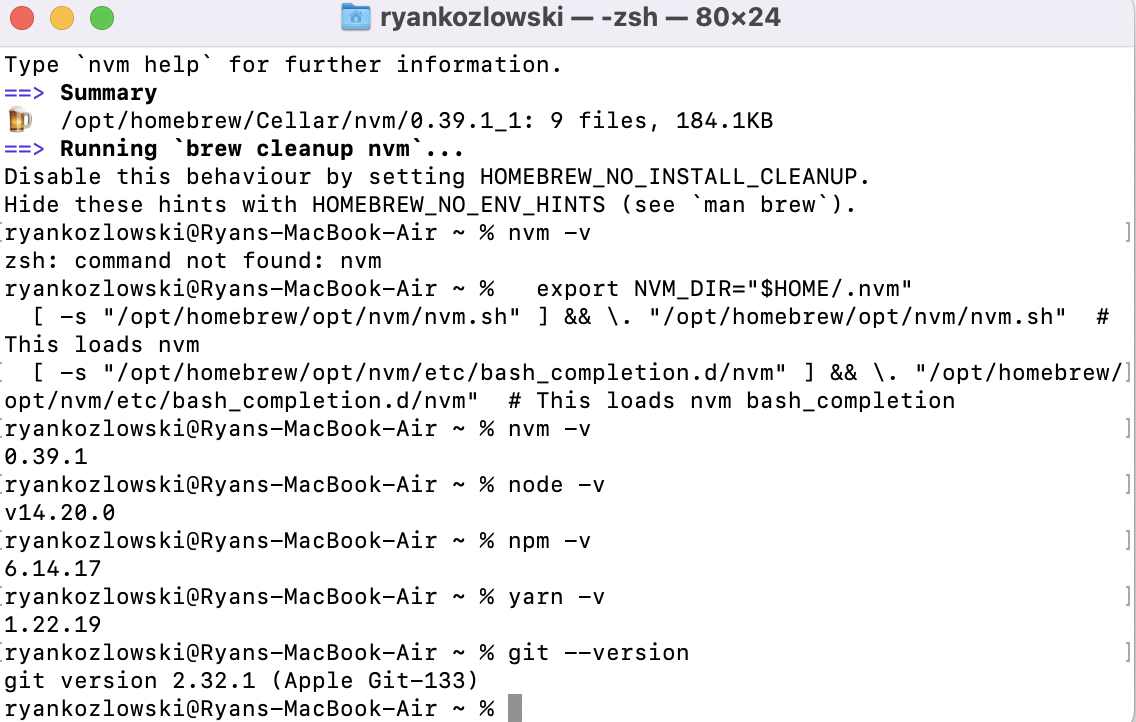 ryankozlowski — -zsh — 80×24
Type `nvm help` for further information.
==> Summary
🍺  /opt/homebrew/Cellar/nvm/0.39.1_1: 9 files, 184.1KB
==> Running `brew cleanup nvm`...
Disable this behaviour by setting HOMEBREW_NO_INSTALL_CLEANUP.
Hide these hints with HOMEBREW_NO_ENV_HINTS (see `man brew`).
[ryankozlowski@Ryans-MacBook-Air ~ % nvm -v ]
zsh: command not found: nvm
ryankozlowski@Ryans-MacBook-Air ~ %   export NVM_DIR="$HOME/.nvm"
  [ -s "/opt/homebrew/opt/nvm/nvm.sh" ] && \. "/opt/homebrew/opt/nvm/nvm.sh"  #
This loads nvm
[  [ -s "/opt/homebrew/opt/nvm/etc/bash_completion.d/nvm" ] && \. "/opt/homebrew/]
opt/nvm/etc/bash_completion.d/nvm"  # This loads nvm bash_completion
[ryankozlowski@Ryans-MacBook-Air ~ % nvm -v ]
0.39.1
[ryankozlowski@Ryans-MacBook-Air ~ % node -v ]
v14.20.0
[ryankozlowski@Ryans-MacBook-Air ~ % npm -v ]
6.14.17
[ryankozlowski@Ryans-MacBook-Air ~ % yarn -v ]
1.22.19
[ryankozlowski@Ryans-MacBook-Air ~ % git --version ]
git version 2.32.1 (Apple Git-133)
ryankozlowski@Ryans-MacBook-Air ~ %